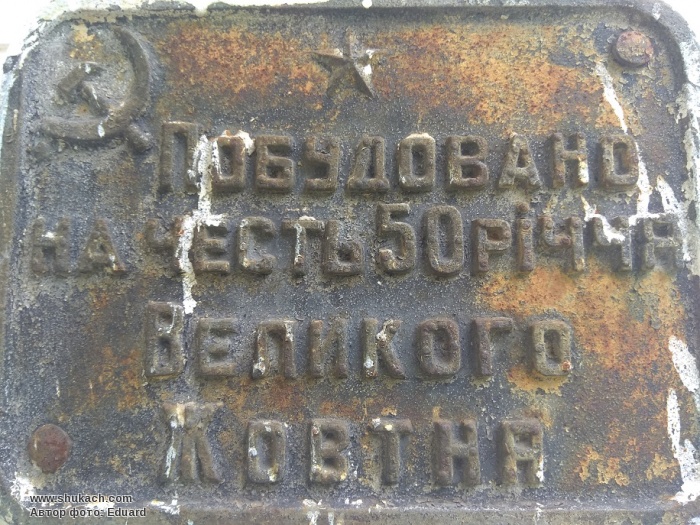 Побудовано
на честь 50 річчя
Великого
Жовтня
www.shukach.com
Автор фото: Eduard